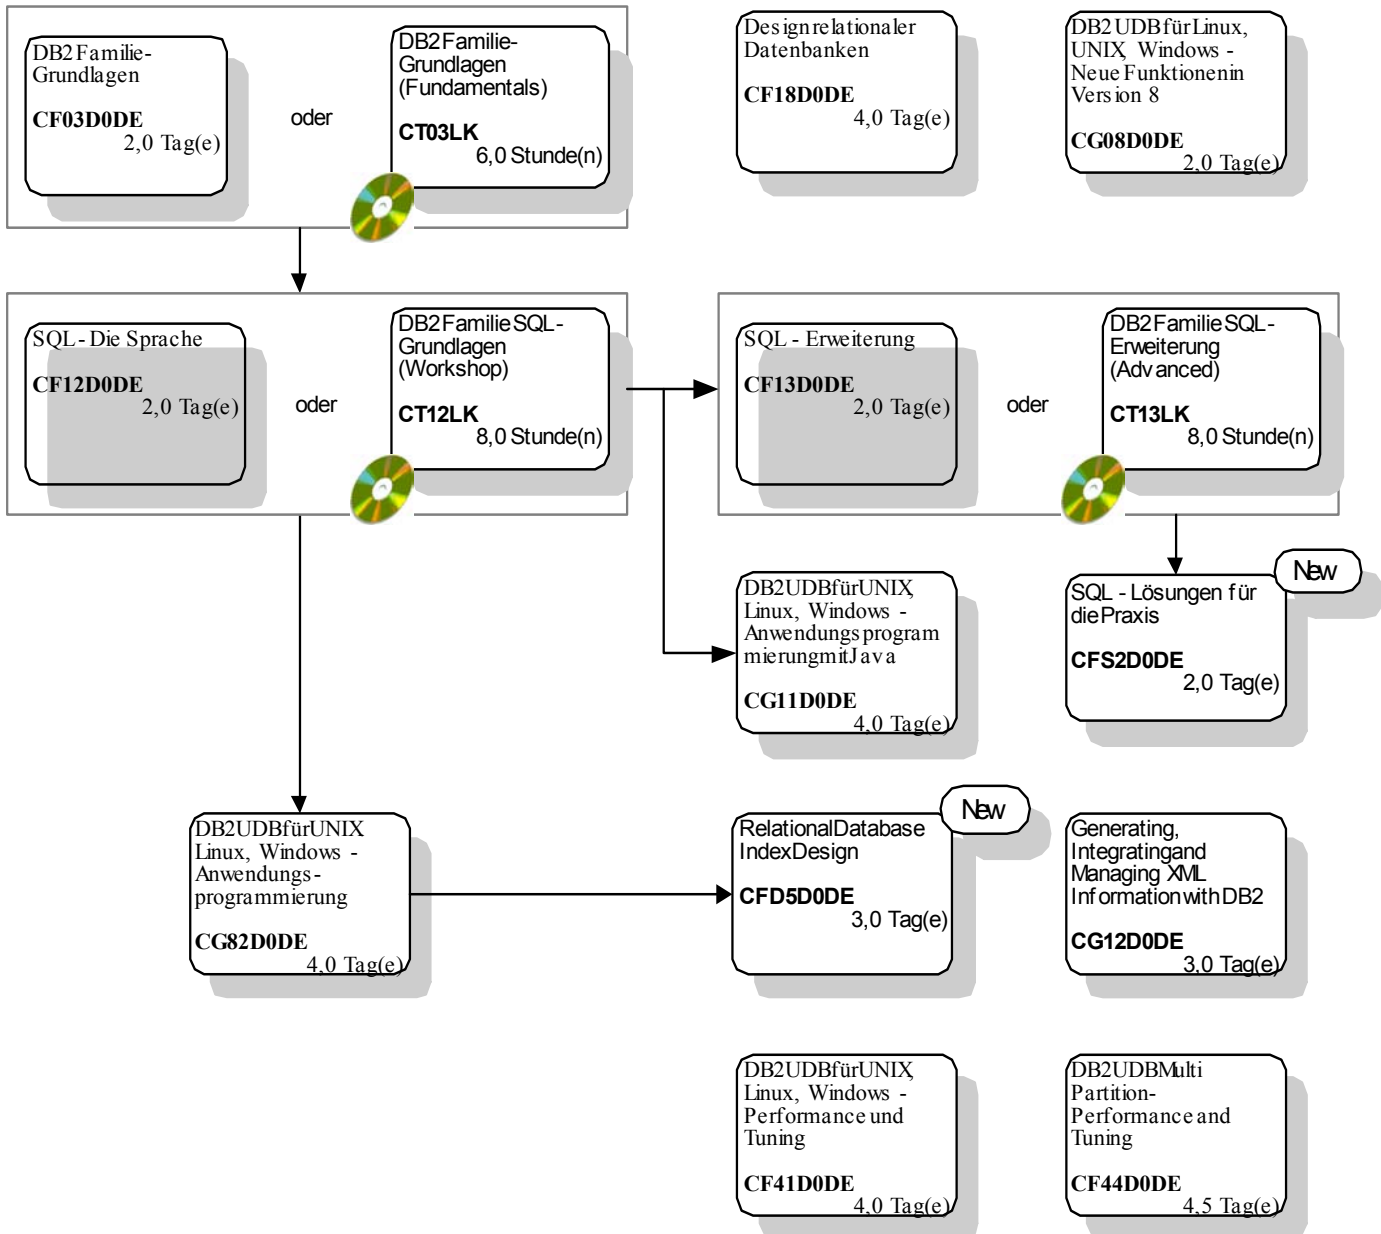 DB2 Familie-
Grundlagen
CF03D0DE
2,0 Tag(e)
oder
DB2 Familie-
Grundlagen
(Fundamentals)
CT03LK
6,0 Stunde(n)
Design relationaler
Datenbanken
CF18D0DE
4,0 Tag(e)
DB2 UDB für Linux,
UNIX, Windows -
Neue Funktionen in
Version 8
CG08D0DE
2,0 Tag(e)
SQL - Die Sprache
CF12D0DE
2,0 Tag(e)
oder
DB2 Familie SQL-
Grundlagen
(Workshop)
CT12LK
8,0 Stunde(n)
SQL - Erweiterung
CF13D0DE
2,0 Tag(e)
oder
DB2 Familie SQL-
Erweiterung
(Advanced)
CT13LK
8,0 Stunde(n)
DB2 UDB für UNIX,
Linux, Windows -
Anwendungsprogram
mierung mit Java
CG11D0DE
4,0 Tag(e)
New
SQL - Lösungen für
die Praxis
CFS2D0DE
2,0 Tag(e)
DB2 UDB für UNIX
Linux, Windows -
Anwendungs-
programmierung
CG82D0DE
4,0 Tag(e)
New
Relational Database
Index Design
CFD5D0DE
3,0 Tag(e)
Generating,
Integrating and
Managing XML
Information with DB2
CG12D0DE
3,0 Tag(e)
DB2 UDB für UNIX,
Linux, Windows -
Performance und
Tuning
CF41D0DE
4,0 Tag(e)
DB2 UDB Multi
Partition-
Performance and
Tuning
CF44D0DE
4,5 Tag(e)